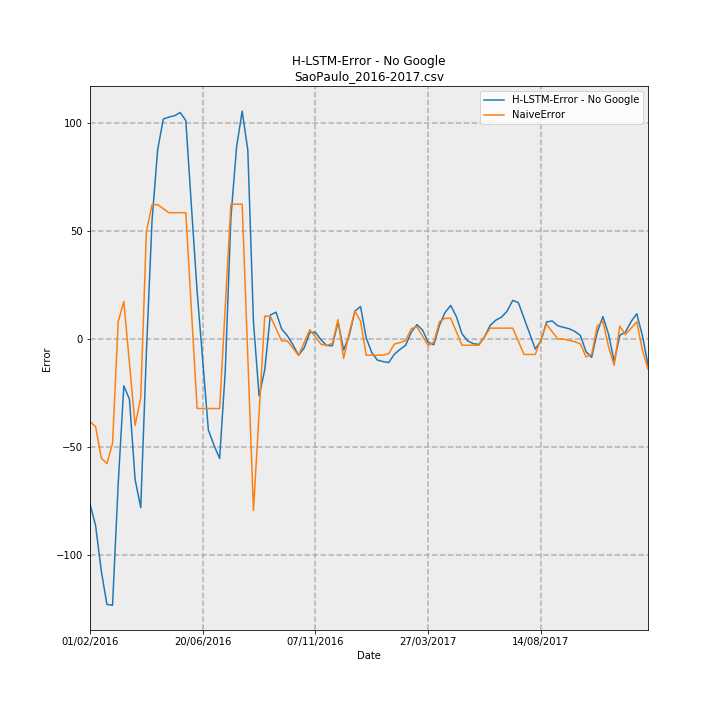 H-LSTM-Error - No Google
SaoPaulo_2016-2017.csv
H-LSTM-Error - No Google
NaiveError
100
50
0
−50
−100
Error
01/02/2016 20/06/2016 07/11/2016 27/03/2017 14/08/2017
Date